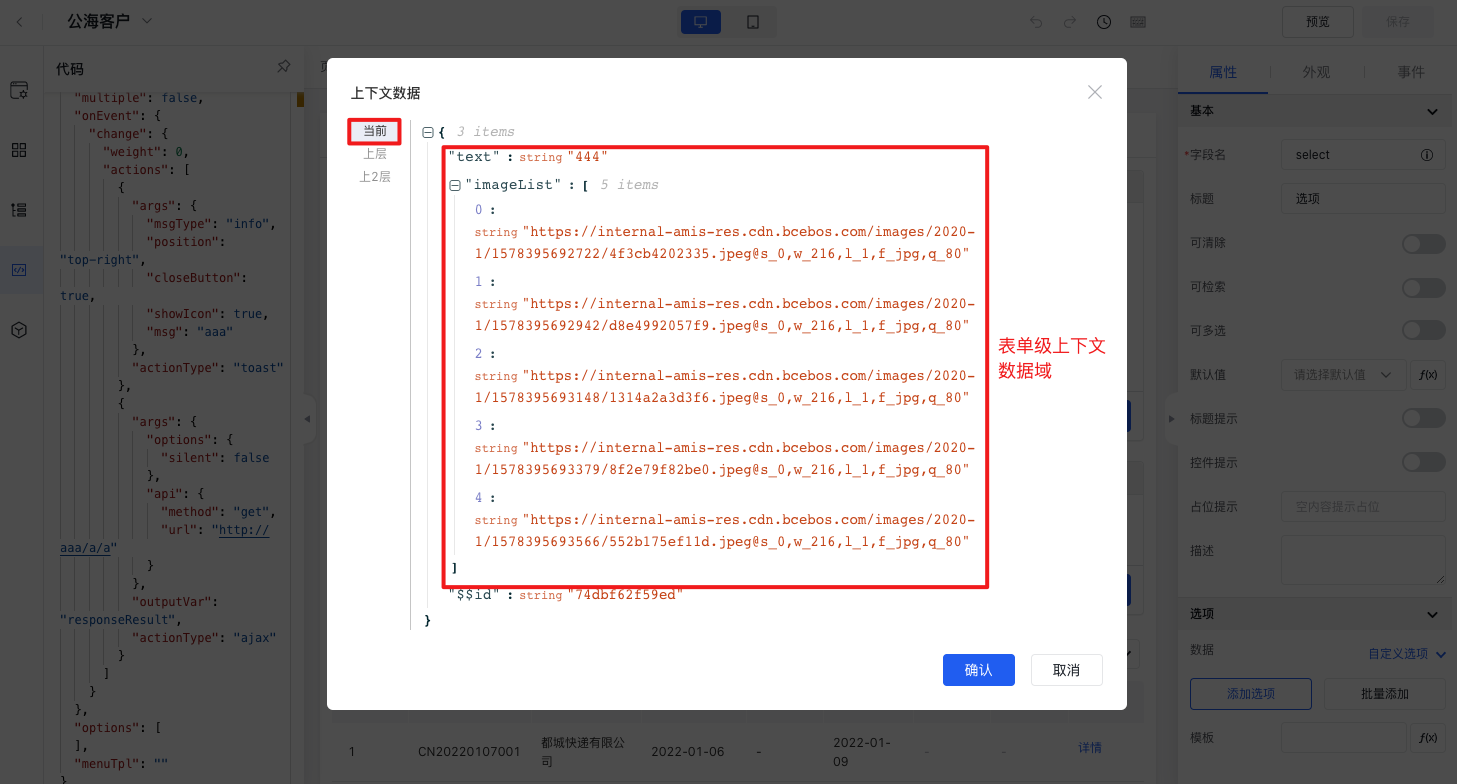 公海客户
预览
保存
代码
"multiple": false,
"onEvent": {
"change": {
"weight": 0,
"actions": [
{
"args": {
"msgType": "info",
"position":
"top-right",
"closeButton":
true,
"showIcon": true,
"msg": "aaa"
},
"actionType": "toast"
},
{
"args": {
"options": {
"silent": false
},
"api": {
"method": "get",
"url": "http://
aaa/a/a"
}
},
"outputVar":
"responseResult",
"actionType": "ajax"
}
]
}
},
"options": [
],
"menuTpl": ""
}
上下文数据
当前
上层
上2层
{ 3 items
"text" : string "444"
"imageList" : [ 5 items
0 :
string "https://internal-amis-res.cdn.bcebos.com/images/2020-
1/1578395692722/4f3cb4202335.jpeg@s_0,w_216,l_1,f_jpg,q_80"
1 :
string "https://internal-amis-res.cdn.bcebos.com/images/2020-
1/1578395692942/d8e4992057f9.jpeg@s_0,w_216,l_1,f_jpg,q_80"
2 :
string "https://internal-amis-res.cdn.bcebos.com/images/2020-
1/1578395693148/1314a2a3d3f6.jpeg@s_0,w_216,l_1,f_jpg,q_80"
3 :
string "https://internal-amis-res.cdn.bcebos.com/images/2020-
1/1578395693379/8f2e79f82be0.jpeg@s_0,w_216,l_1,f_jpg,q_80"
4 :
string "https://internal-amis-res.cdn.bcebos.com/images/2020-
1/1578395693566/552b175ef11d.jpeg@s_0,w_216,l_1,f_jpg,q_80"
]
"$$id" : string "74dbf62f59ed"
}
表单级上下文
数据域
确认
取消
1 CN20220107001 都城快递有限公司 2022-01-06 - 2022-01-09 - - 详情
属性
外观
事件
基本
*字段名 select
标题 选项
可清除
可检索
可多选
默认值 请选择默认值 f(x)
标题提示
控件提示
占位提示 空内容提示占位
描述
选项
数据 自定义选项
添加选项 批量添加
模板 f(x)